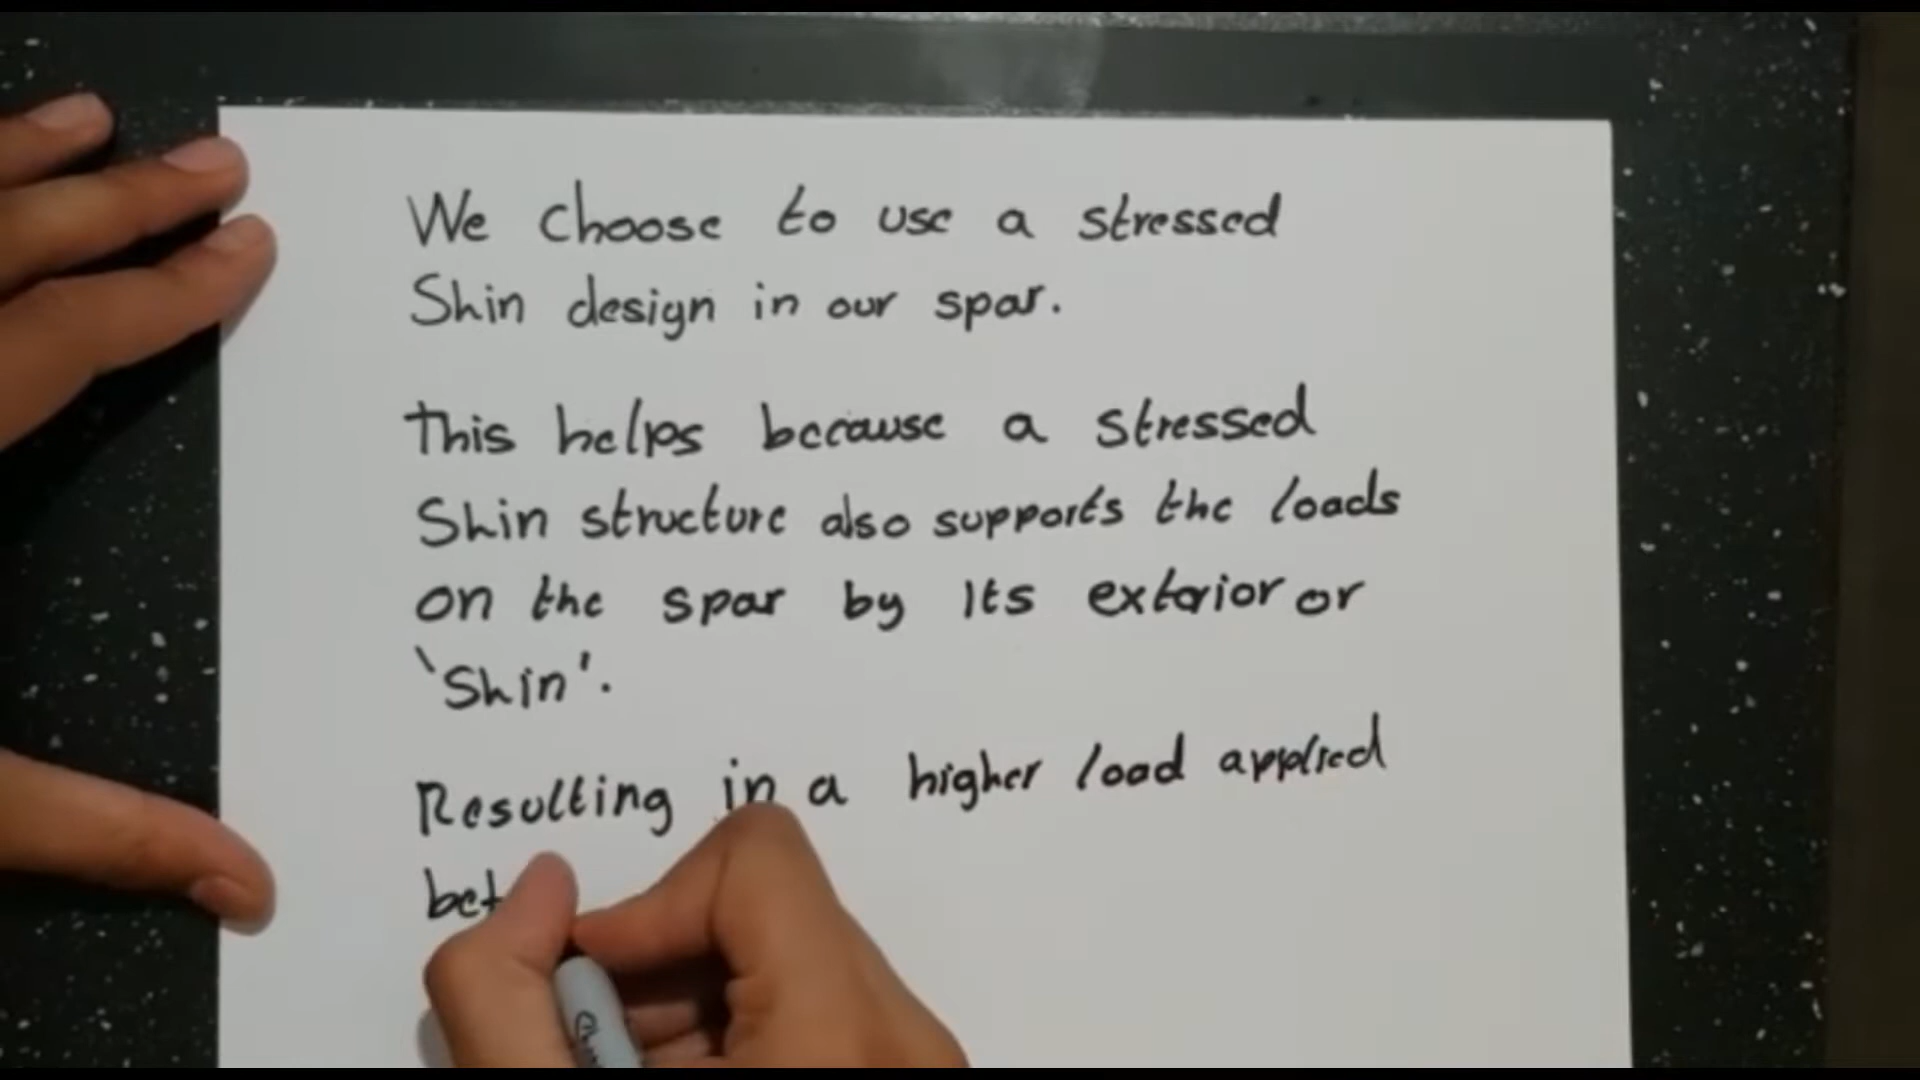 We choose to use a stressed
Skin design in our spar.
This helps because a stressed
Skin structure also supports the loads
on the spar by its exterior or
'Skin'.
Resulting in a higher load applied
bet